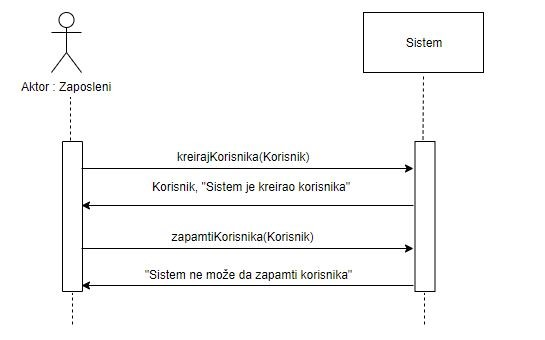 Sistem
Aktor : Zaposleni
kreirajKorisnika(Korisnik)
Korisnik, "Sistem je kreirao korisnika"
zapamtiKorisnika(Korisnik)
"Sistem ne može da zapamti korisnika"